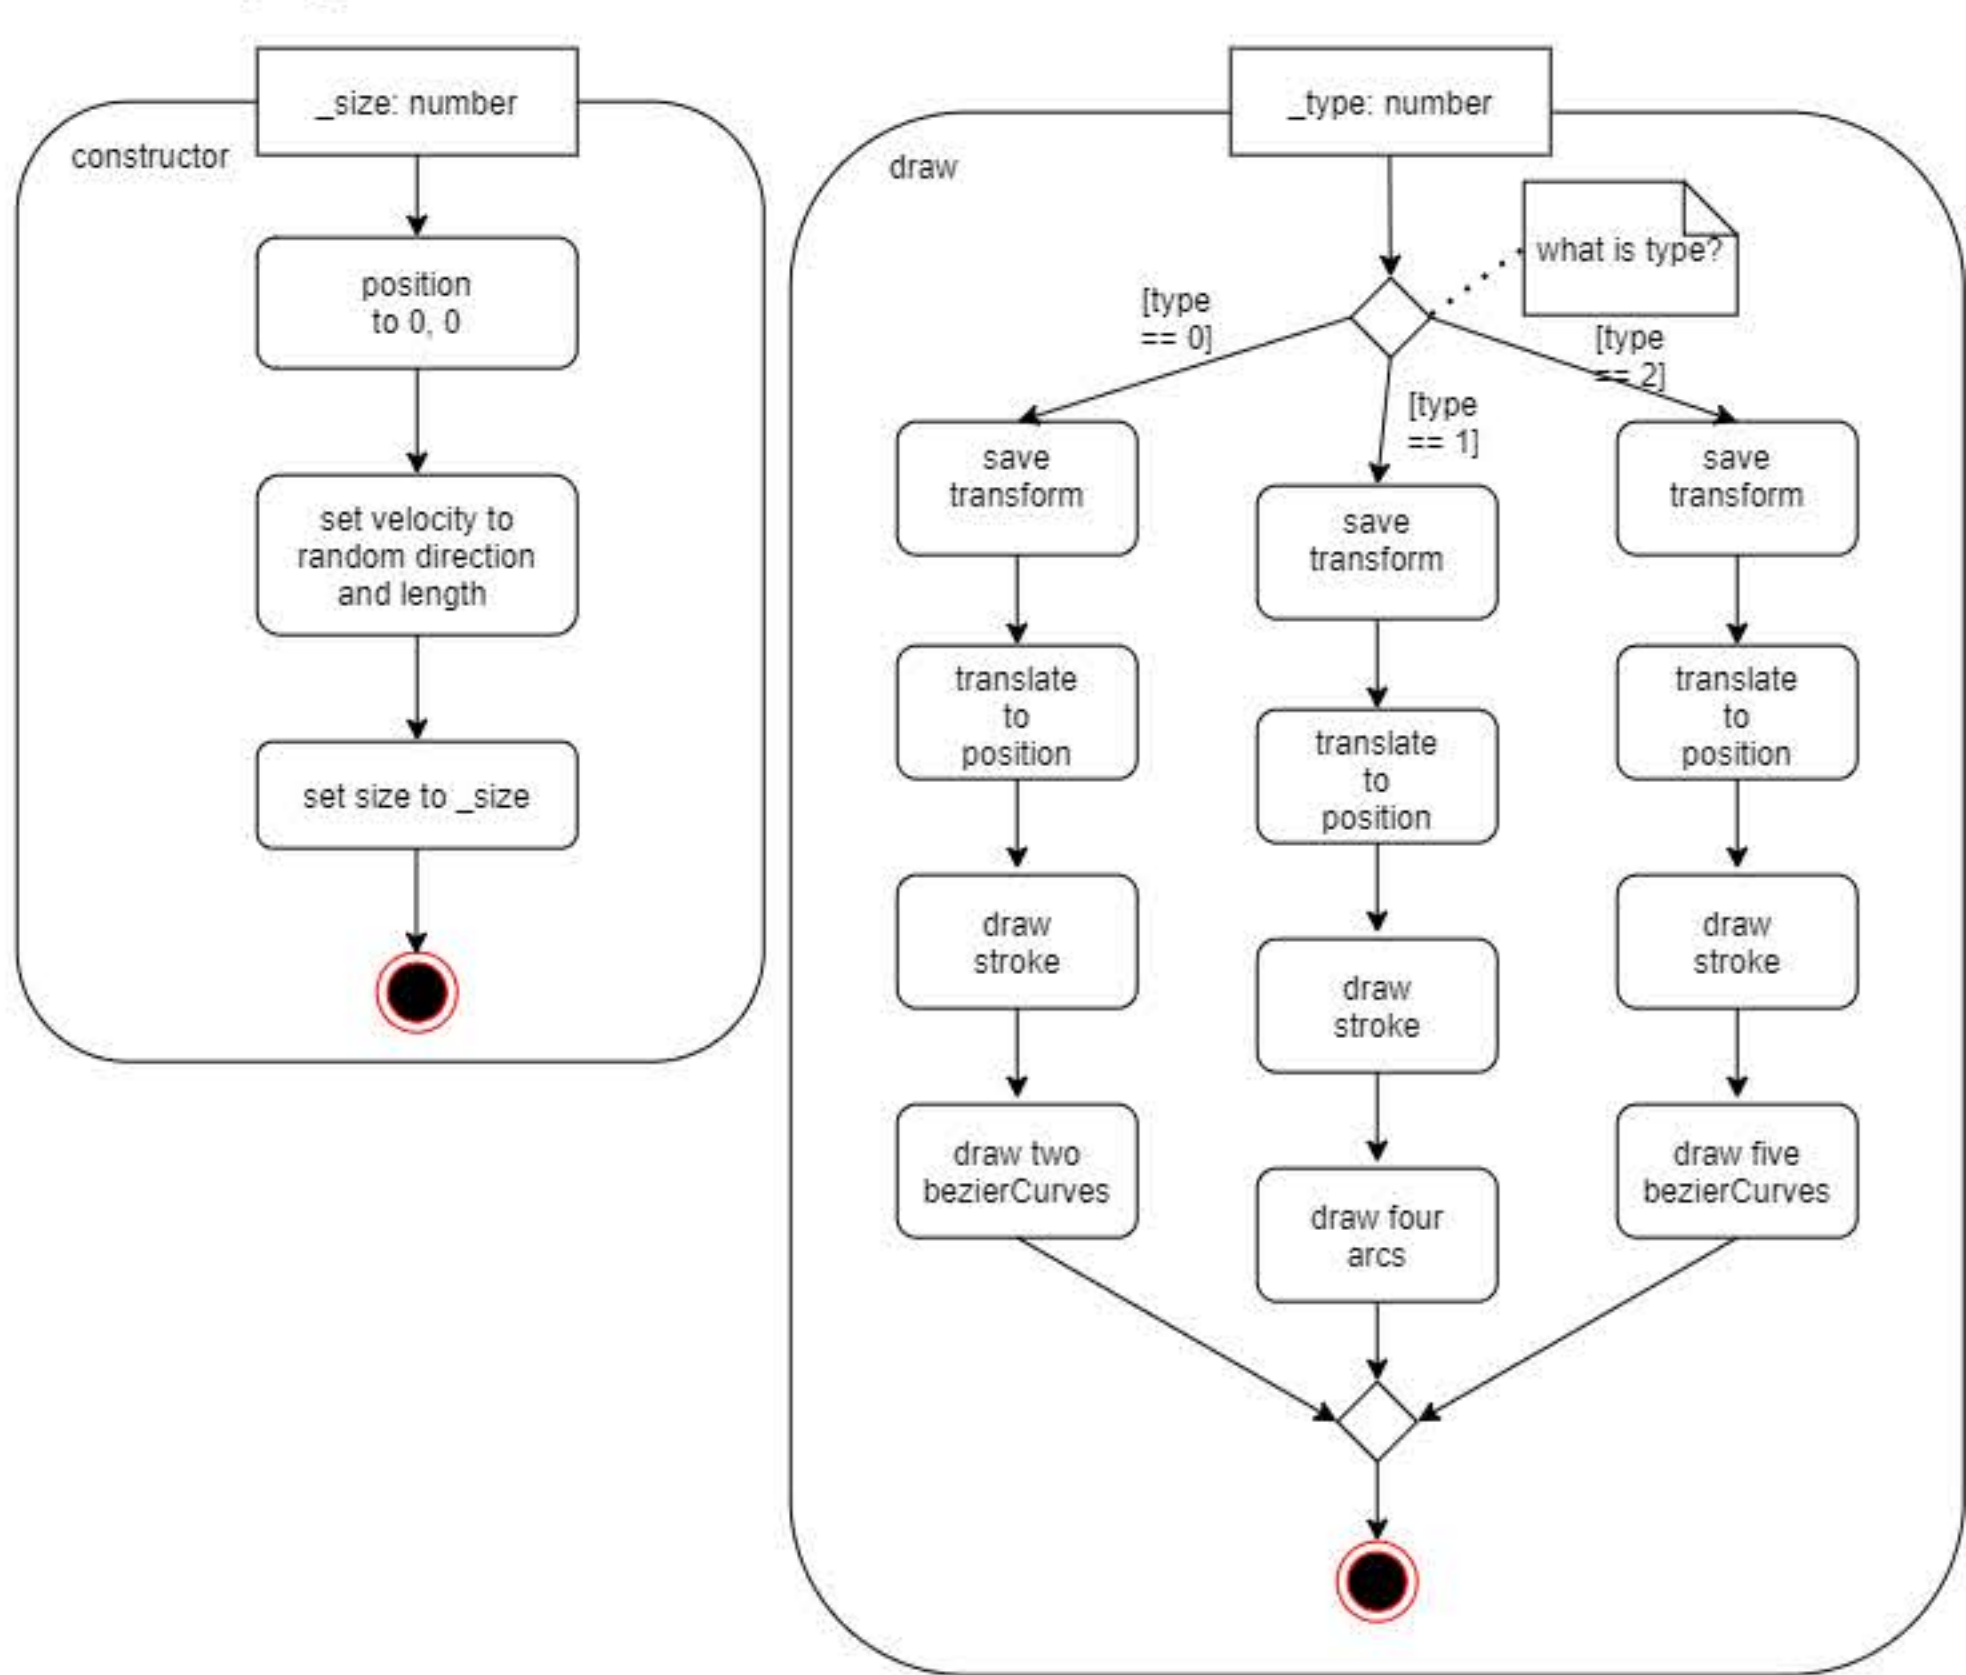 _size: number
constructor
position
to 0, 0
set velocity to
random direction
and length
set size to _size
_type: number
draw
what is type?
[type
== 0]
[type
== 1]
[type
== 2]
save
transform
translate
to
position
draw
stroke
draw two
bezierCurves
save
transform
translate
to
position
draw
stroke
draw four
arcs
save
transform
translate
to
position
draw
stroke
draw five
bezierCurves